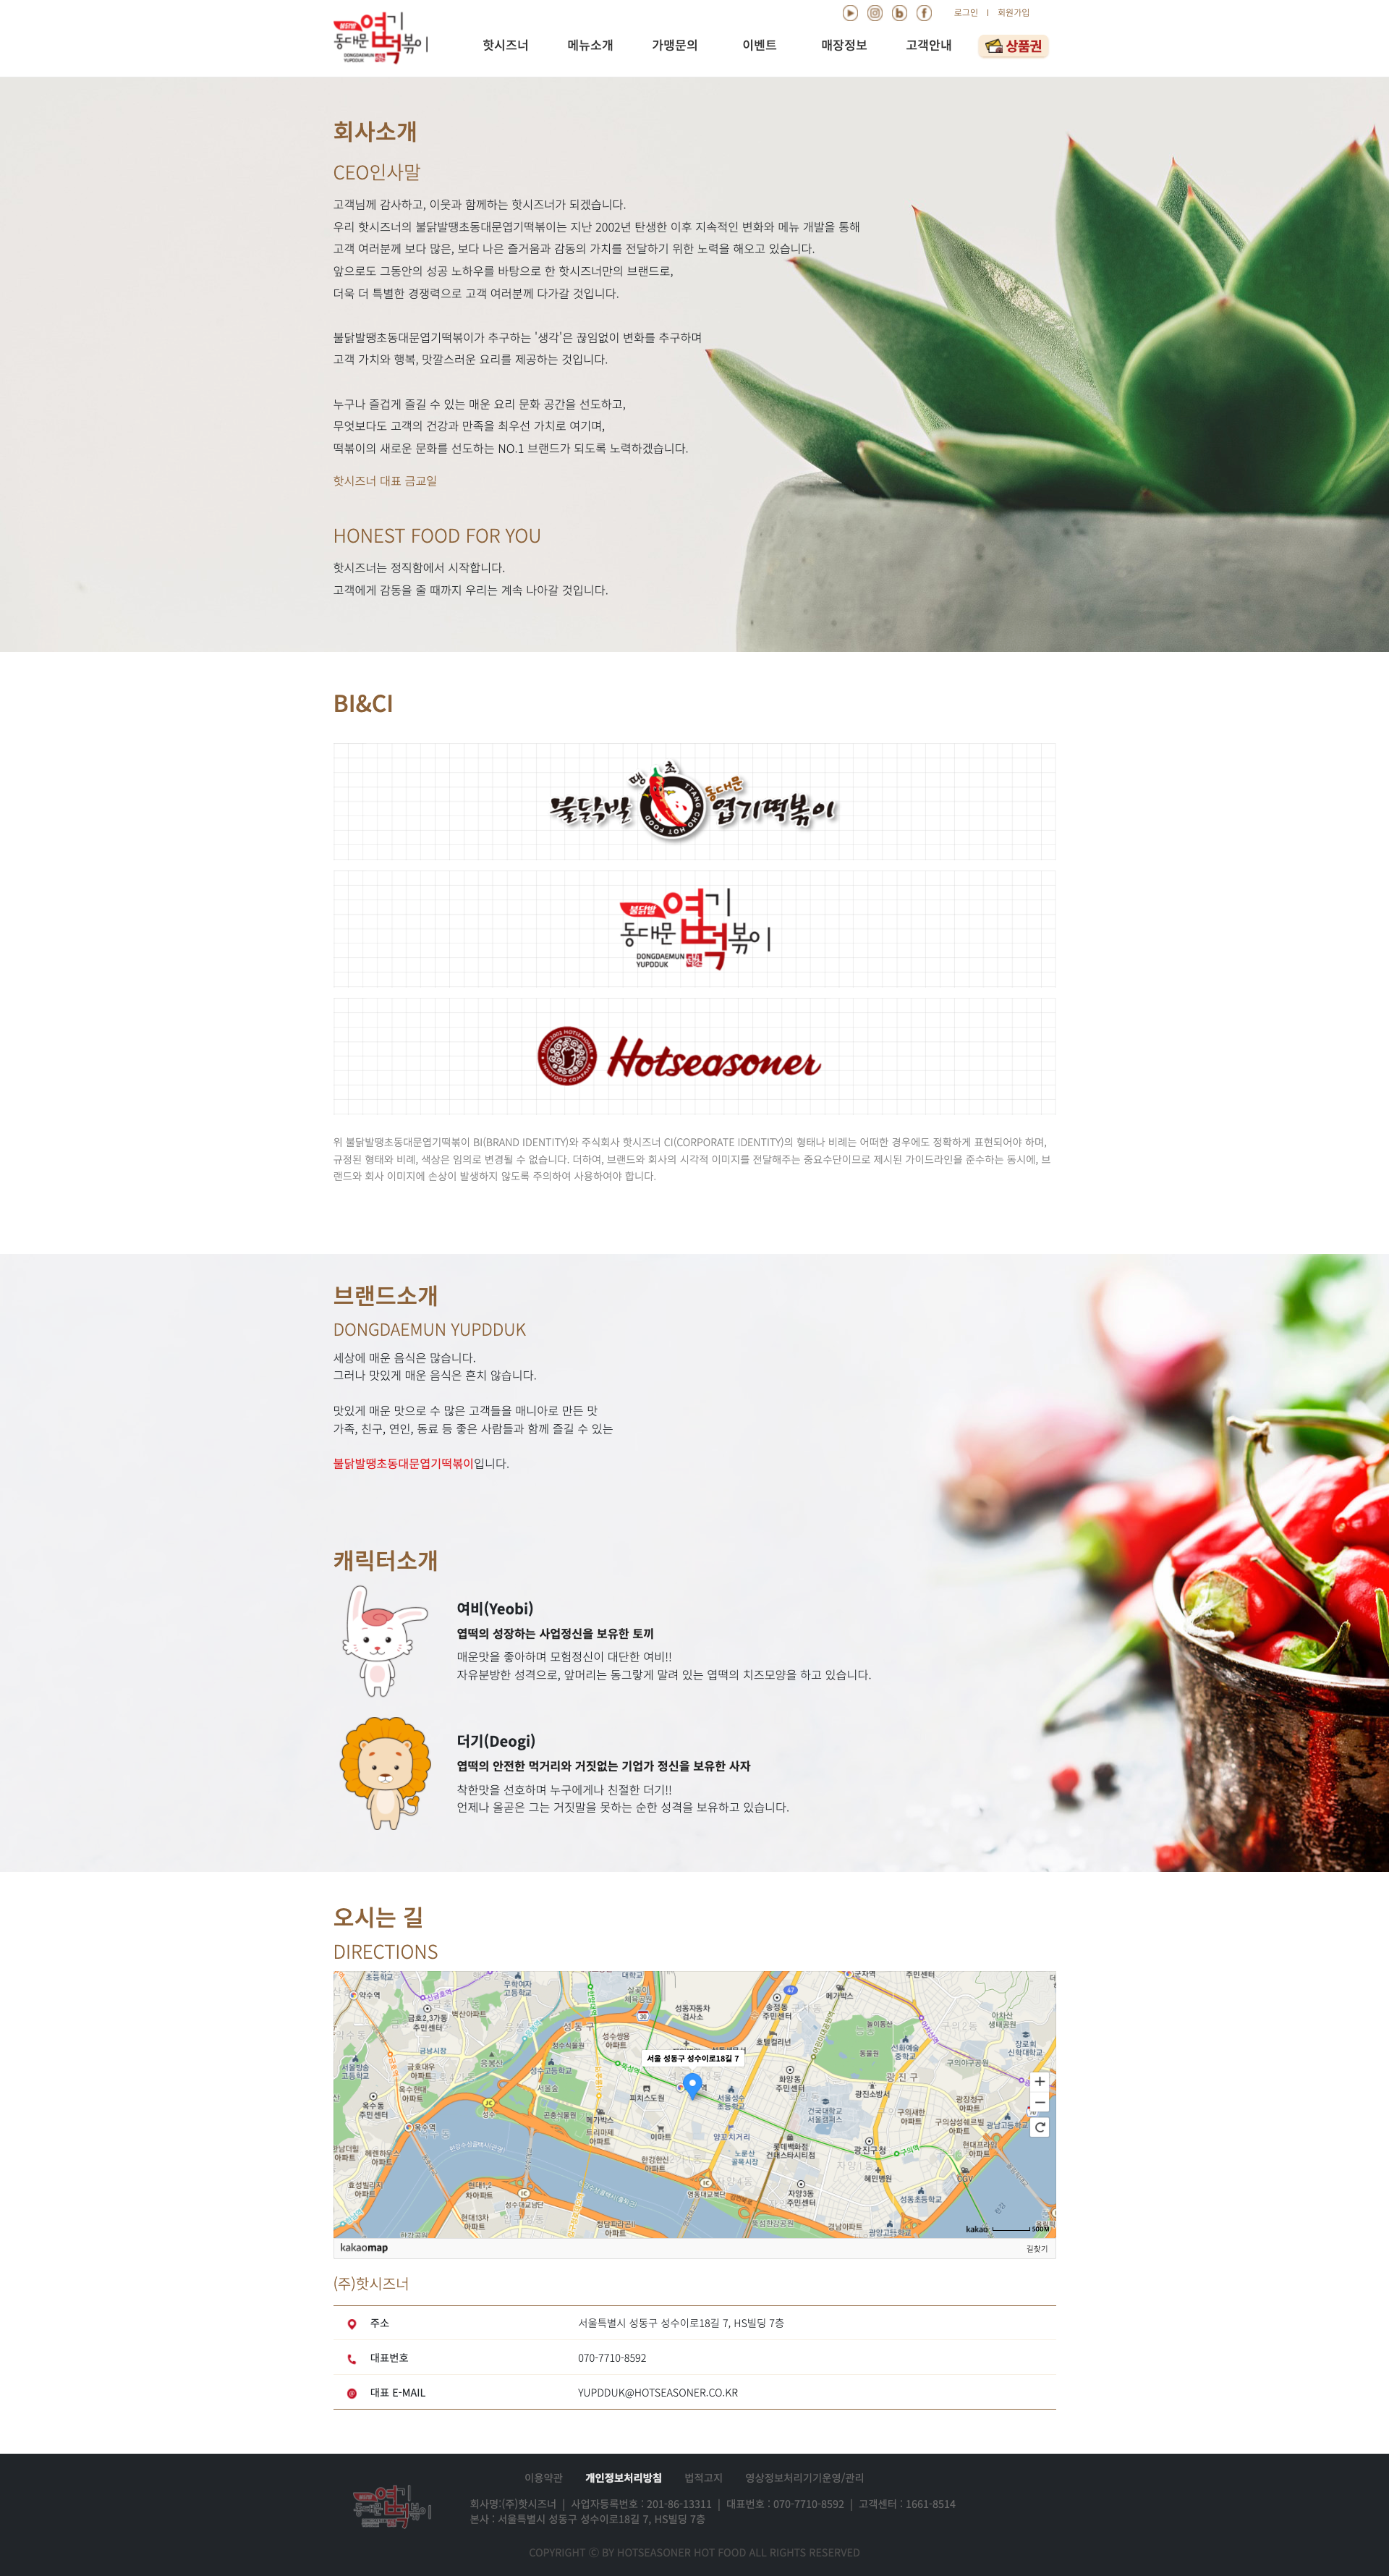 로그인 | 회원가입
불닭발 동대문 엽기떡볶이
DONGDAEMUN YUPDDUK
핫시즈너 메뉴소개 가맹문의 이벤트 매장정보 고객안내 상품권
회사소개
CEO인사말
고객님께 감사하고, 이웃과 함께하는 핫시즈너가 되겠습니다.
우리 핫시즈너의 불닭발땡초동대문엽기떡볶이는 지난 2002년 탄생한 이후 지속적인 변화와 메뉴 개발을 통해
고객 여러분께 보다 많은, 보다 나은 즐거움과 감동의 가치를 전달하기 위한 노력을 해오고 있습니다.
앞으로도 그동안의 성공 노하우를 바탕으로 한 핫시즈너만의 브랜드로,
더욱 더 특별한 경쟁력으로 고객 여러분께 다가갈 것입니다.
불닭발땡초동대문엽기떡볶이가 추구하는 '생각'은 끊임없이 변화를 추구하며
고객 가치와 행복, 맛깔스러운 요리를 제공하는 것입니다.
누구나 즐겁게 즐길 수 있는 매운 요리 문화 공간을 선도하고,
무엇보다도 고객의 건강과 만족을 최우선 가치로 여기며,
떡볶이의 새로운 문화를 선도하는 NO.1 브랜드가 되도록 노력하겠습니다.
핫시즈너 대표 금교일
HONEST FOOD FOR YOU
핫시즈너는 정직함에서 시작합니다.
고객에게 감동을 줄 때까지 우리는 계속 나아갈 것입니다.
BI&CI
불닭발 땡초 동대문 엽기떡볶이
TTANG CHO HOT FOOD
불닭발 동대문 엽기떡볶이
DONGDAEMUN YUPDDUK
SINCE 2002 HOTSEASONER
Hotseasoner
위 불닭발땡초동대문엽기떡볶이 BI(BRAND IDENTITY)와 주식회사 핫시즈너 CI(CORPORATE IDENTITY)의 형태나 비례는 어떠한 경우에도 정확하게 표현되어야 하며,
규정된 형태와 비례, 색상은 임의로 변경될 수 없습니다. 더하여, 브랜드와 회사의 시각적 이미지를 전달해주는 중요수단이므로 제시된 가이드라인을 준수하는 동시에, 브
랜드와 회사 이미지에 손상이 발생하지 않도록 주의하여 사용하여야 합니다.
브랜드소개
DONGDAEMUN YUPDDUK
세상에 매운 음식은 많습니다.
그러나 맛있게 매운 음식은 흔치 않습니다.
맛있게 매운 맛으로 수 많은 고객들을 매니아로 만든 맛
가족, 친구, 연인, 동료 등 좋은 사람들과 함께 즐길 수 있는
불닭발땡초동대문엽기떡볶이입니다.
캐릭터소개
여비(Yeobi)
엽떡의 성장하는 사업정신을 보유한 토끼
매운맛을 좋아하며 모험정신이 대단한 여비!!
자유분방한 성격으로, 앞머리는 동그랗게 말려 있는 엽떡의 치즈모양을 하고 있습니다.
더기(Deogi)
엽떡의 안전한 먹거리와 거짓없는 기업가 정신을 보유한 사자
착한맛을 선호하며 누구에게나 친절한 더기!!
언제나 올곧은 그는 거짓말을 못하는 순한 성격을 보유하고 있습니다.
오시는 길
DIRECTIONS
서울 성동구 성수이로18길 7
kakao 500M
kakaomap 길찾기
(주)핫시즈너
주소 서울특별시 성동구 성수이로18길 7, HS빌딩 7층
대표번호 070-7710-8592
대표 E-MAIL YUPDDUK@HOTSEASONER.CO.KR
이용약관 개인정보처리방침 법적고지 영상정보처리기기운영/관리
회사명:(주)핫시즈너 | 사업자등록번호 : 201-86-13311 | 대표번호 : 070-7710-8592 | 고객센터 : 1661-8514
본사 : 서울특별시 성동구 성수이로18길 7, HS빌딩 7층
COPYRIGHT ⓒ BY HOTSEASONER HOT FOOD ALL RIGHTS RESERVED